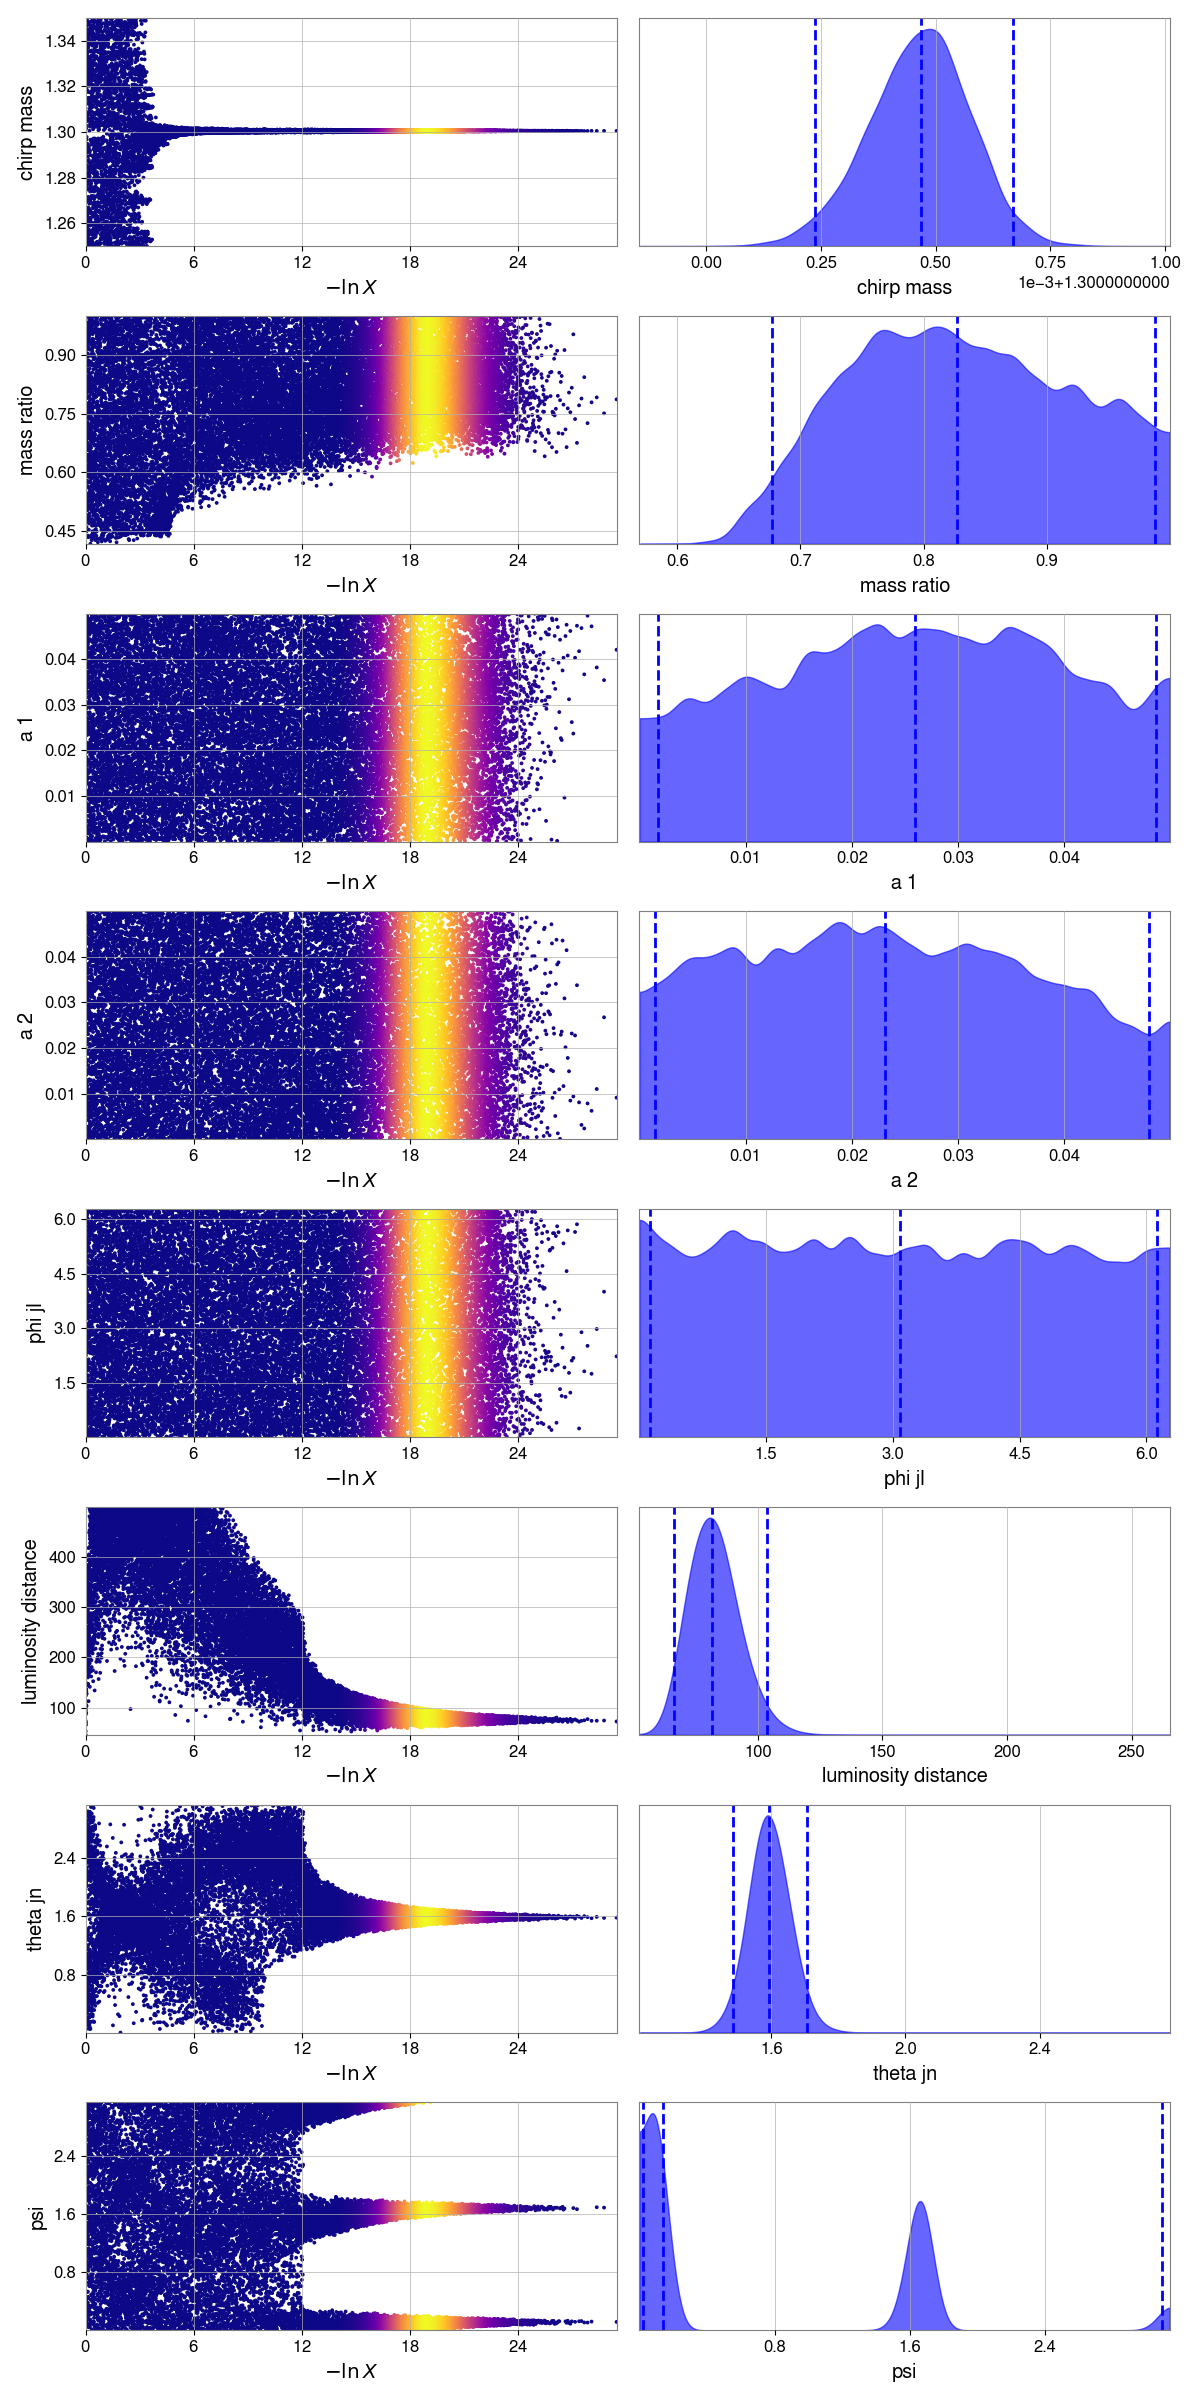 1.34
1.32
1.30
1.28
1.26
chirp mass
0 6 12 18 24
−ln X
0.00 0.25 0.50 0.75 1.00
1e−3+1.3000000000
chirp mass
0.90
0.75
0.60
0.45
mass ratio
0 6 12 18 24
−ln X
0.6 0.7 0.8 0.9
mass ratio
0.04
0.03
0.02
0.01
a 1
0 6 12 18 24
−ln X
0.01 0.02 0.03 0.04
a 1
0.04
0.03
0.02
0.01
a 2
0 6 12 18 24
−ln X
0.01 0.02 0.03 0.04
a 2
6.0
4.5
3.0
1.5
phi jl
0 6 12 18 24
−ln X
1.5 3.0 4.5 6.0
phi jl
400
300
200
100
luminosity distance
0 6 12 18 24
−ln X
100 150 200 250
luminosity distance
2.4
1.6
0.8
theta jn
0 6 12 18 24
−ln X
1.6 2.0 2.4
theta jn
2.4
1.6
0.8
psi
0 6 12 18 24
−ln X
0.8 1.6 2.4
psi